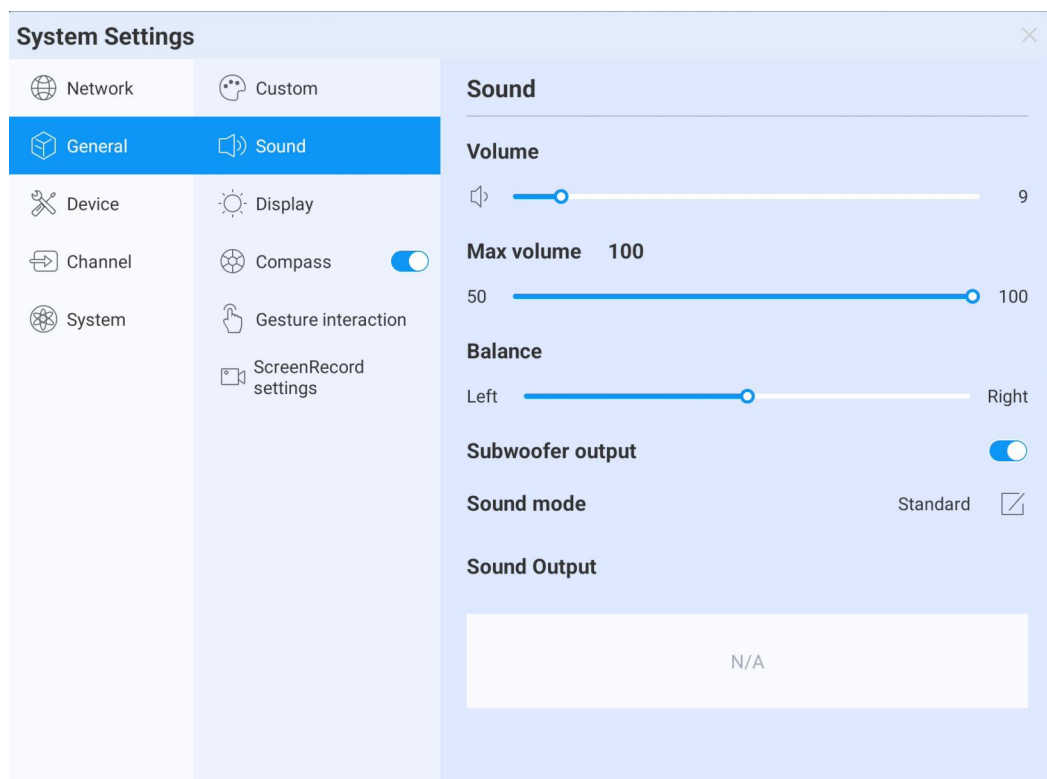 System Settings
Network
General
Device
Channel
System
Custom
Sound
Display
Compass
Gesture interaction
ScreenRecord
settings
Sound
Volume
9
Max volume 100
50 100
Balance
Left Right
Subwoofer output
Sound mode Standard
Sound Output
N/A